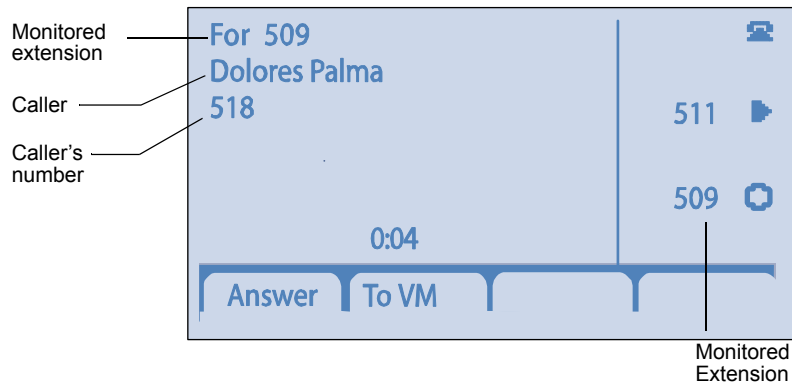 Monitored
extension
Caller
Caller's
number
For 509
Dolores Palma
518
511
509
0:04
Answer
To VM
Monitored
Extension